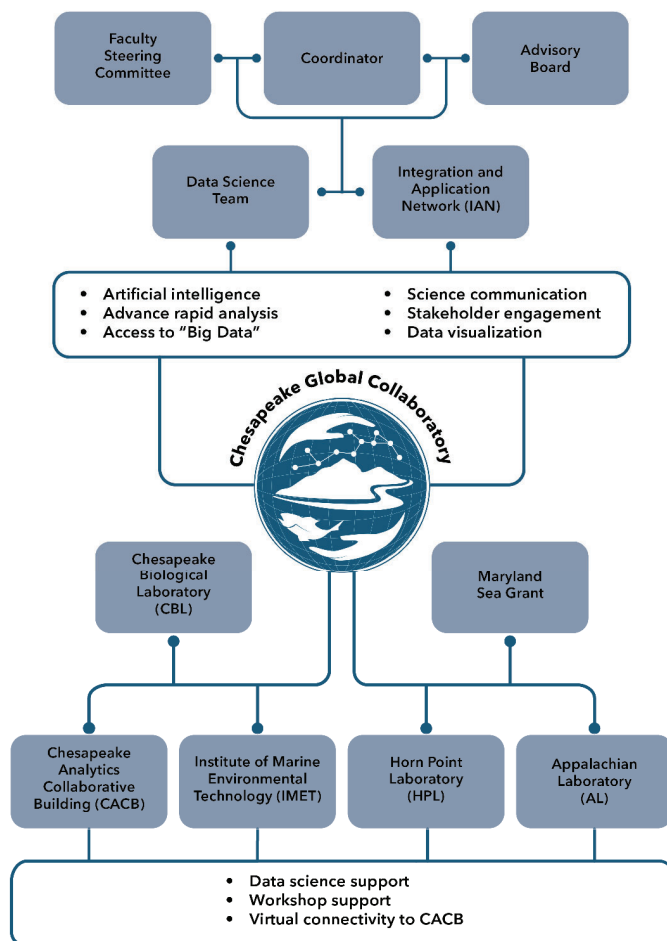 Faculty
Steering
Committee
Coordinator
Advisory
Board
Data Science
Team
Integration and
Application
Network (IAN)
• Artificial intelligence
• Advance rapid analysis
• Access to “Big Data”
• Science communication
• Stakeholder engagement
• Data visualization
Chesapeake Global Collaboratory
Chesapeake
Biological
Laboratory
(CBL)
Maryland
Sea Grant
Chesapeake
Analytics
Collaborative
Building (CACB)
Institute of Marine
Environmental
Technology (IMET)
Horn Point
Laboratory
(HPL)
Appalachian
Laboratory
(AL)
• Data science support
• Workshop support
• Virtual connectivity to CACB